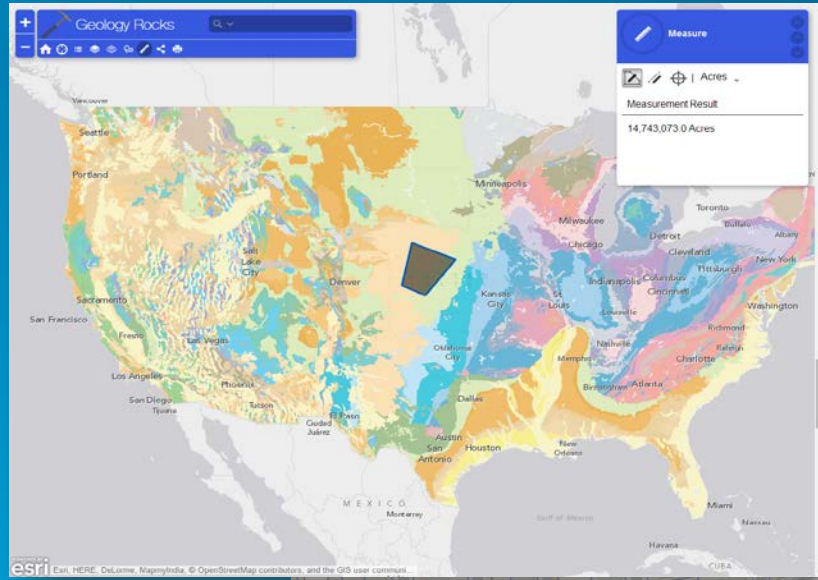 +
Geology Rocks
−
Measure
Acres
Measurement Result
14,743,073.0 Acres
Vancouver
Seattle
Portland
Minneapolis
Toronto
Milwaukee
Buffalo
Albany
Detroit
Chicago
Cleveland
New York
Salt
Lake
City
Denver
Pittsburgh
Indianapolis
Columbus
Kansas
City
St.
Louis
Cincinnati
Washington
Sacramento
Louisville
San Francisco
Richmond
Fresno
Las Vegas
Nashville
Raleigh
Oklahoma
City
Memphis
Charlotte
Los Angeles
Phoenix
Birmingham
Atlanta
San Diego
Tijuana
Tucson
Dallas
El Paso
Ciudad
Juárez
Austin
Houston
New
Orleans
San
Antonio
MÉXICO
Monterrey
Gulf of Mexico
Miami
Nassau
Havana
CUBA
esri
Esri, HERE, DeLorme, MapmyIndia, © OpenStreetMap contributors, and the GIS user communi...